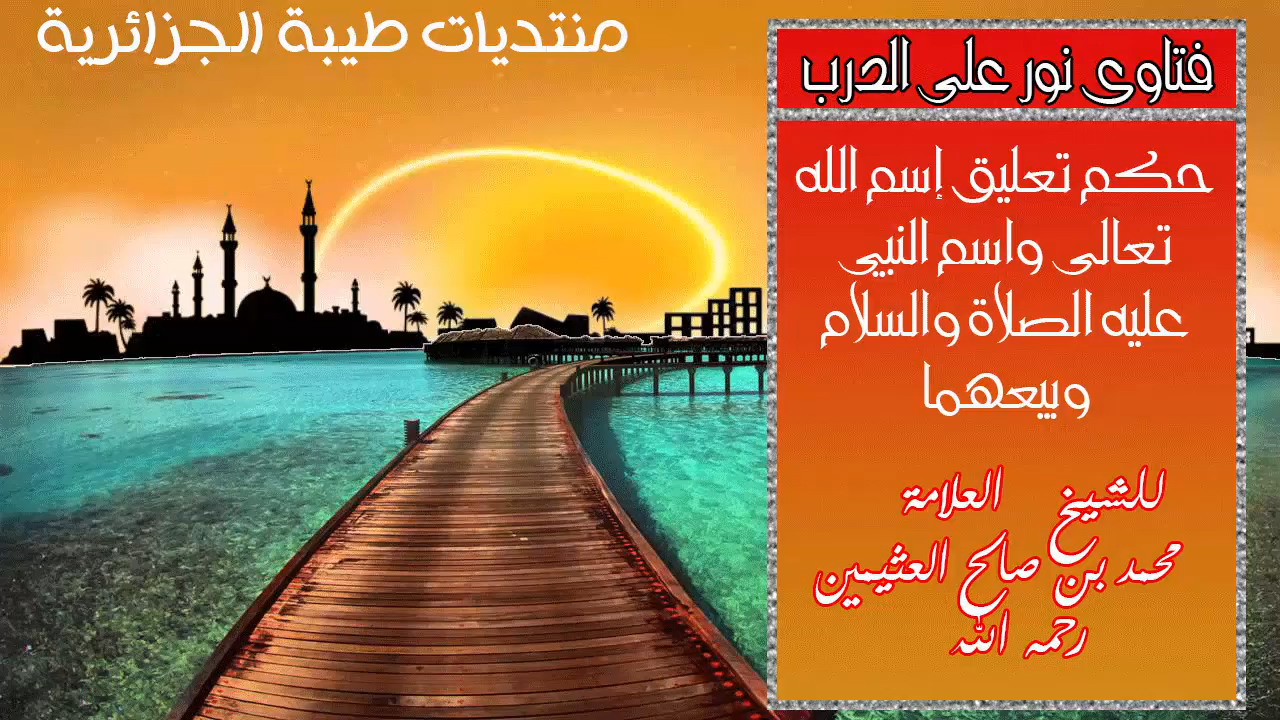 منتديات طيبة الجزائرية
فتاوى نور على الدرب
حكم تعليق إسم الله
تعالى واسم النبي
عليه الصلاة والسلام
وبيعهما
للشيخ العلامة
محمد بن صالح العثيمين
رحمه الله